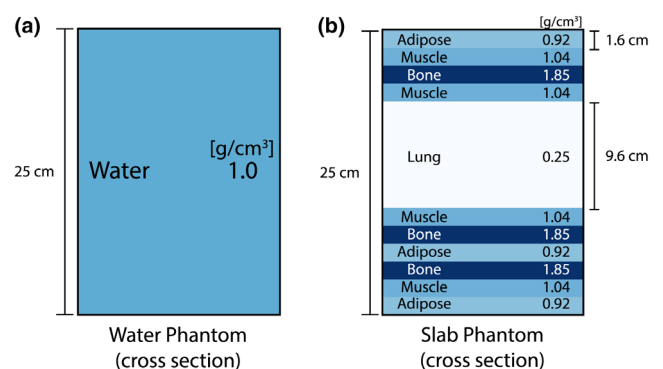 (a)
25 cm
Water
[g/cm³]
1.0
Water Phantom
(cross section)
(b)
[g/cm³]
Adipose 0.92
1.6 cm
Muscle 1.04
Bone 1.85
Muscle 1.04
25 cm
Lung 0.25
9.6 cm
Muscle 1.04
Bone 1.85
Adipose 0.92
Bone 1.85
Muscle 1.04
Adipose 0.92
Slab Phantom
(cross section)